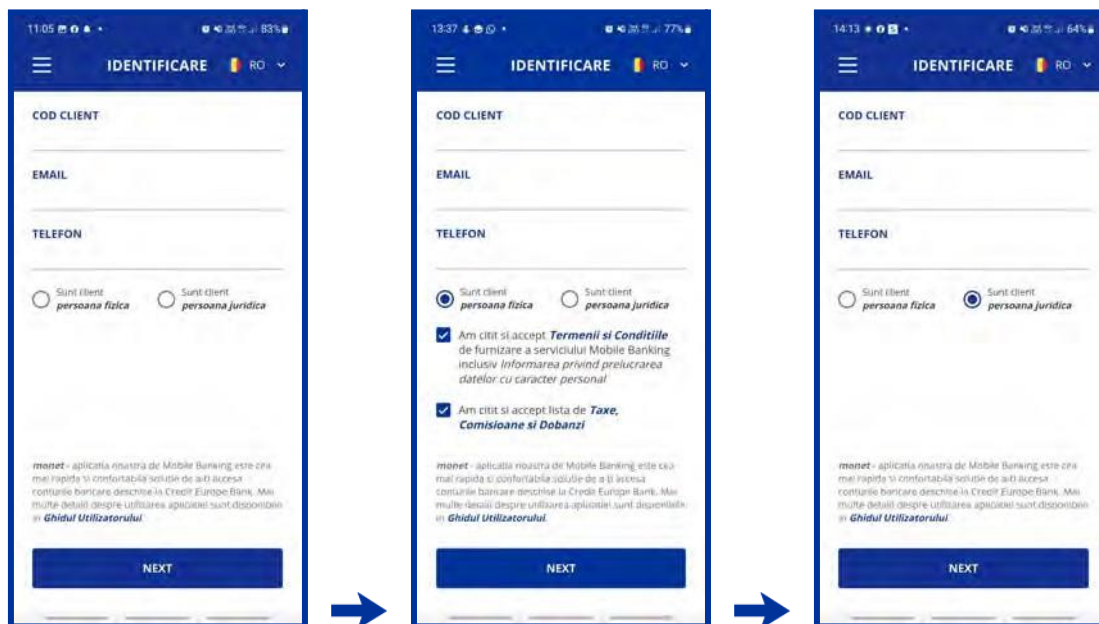 11:05
83%
IDENTIFICARE
RO
COD CLIENT
EMAIL
TELEFON
Sunt client
persoana fizica
Sunt client
persoana juridica
monet - aplicatia noastra de Mobile Banking este cea
mai rapida si confortabila solutie de a-ti accesa
conturile bancare deschise la Credit Europe Bank. Mai
multe detalii despre utilizarea aplicatiei sunt disponibile
in Ghidul Utilizatorului.
NEXT
13:37
77%
IDENTIFICARE
RO
COD CLIENT
EMAIL
TELEFON
Sunt client
persoana fizica
Sunt client
persoana juridica
Am citit si accept Termenii si Conditiile
de furnizare a serviciului Mobile Banking
inclusiv Informarea privind prelucrarea
datelor cu caracter personal
Am citit si accept lista de Taxe,
Comisioane si Dobanzi
monet - aplicatia noastra de Mobile Banking este cea
mai rapida si confortabila solutie de a-ti accesa
conturile bancare deschise la Credit Europe Bank. Mai
multe detalii despre utilizarea aplicatiei sunt disponibile
in Ghidul Utilizatorului.
NEXT
14:13
64%
IDENTIFICARE
RO
COD CLIENT
EMAIL
TELEFON
Sunt client
persoana fizica
Sunt client
persoana juridica
monet - aplicatia noastra de Mobile Banking este cea
mai rapida si confortabila solutie de a-ti accesa
conturile bancare deschise la Credit Europe Bank. Mai
multe detalii despre utilizarea aplicatiei sunt disponibile
in Ghidul Utilizatorului.
NEXT